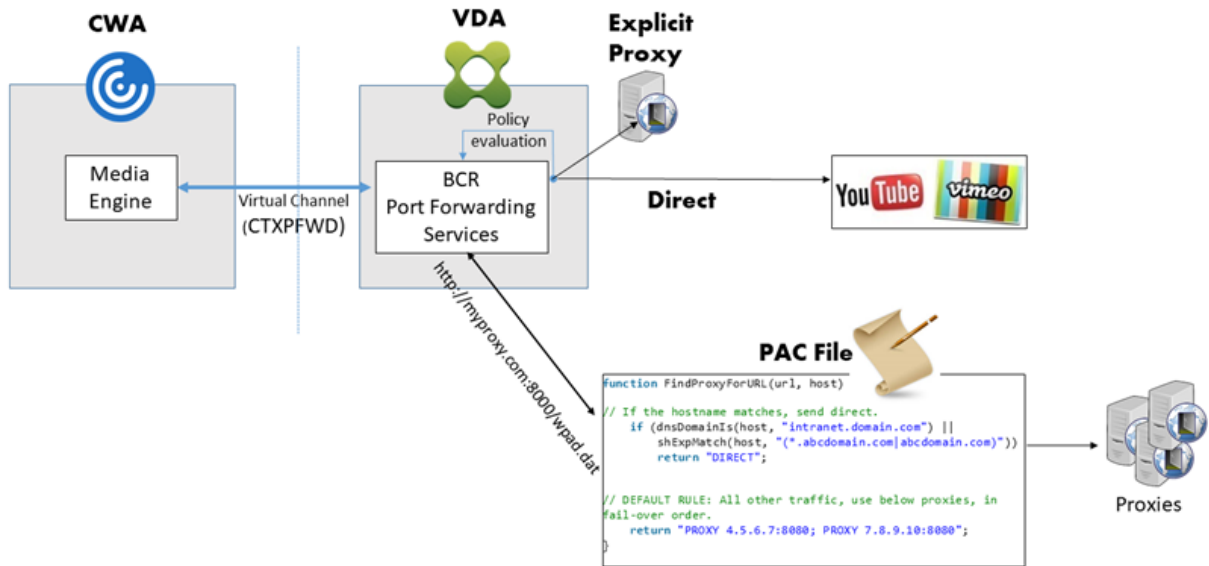 CWA
VDA
Explicit
Proxy
Policy
evaluation
Media
Engine
Virtual Channel
(CTXPFWD)
BCR
Port Forwarding
Services
Direct
YouTube
vimeo
http://myproxy.com:8000/wpad.dat
PAC File
function FindProxyForURL(url, host)
// If the hostname matches, send direct.
if (dnsDomainIs(host, "intranet.domain.com") ||
shExpMatch(host, "(*.abcdomain.com|abcdomain.com)"))
return "DIRECT";
// DEFAULT RULE: All other traffic, use below proxies, in
fail-over order.
return "PROXY 4.5.6.7:8080; PROXY 7.8.9.10:8080";
}
Proxies